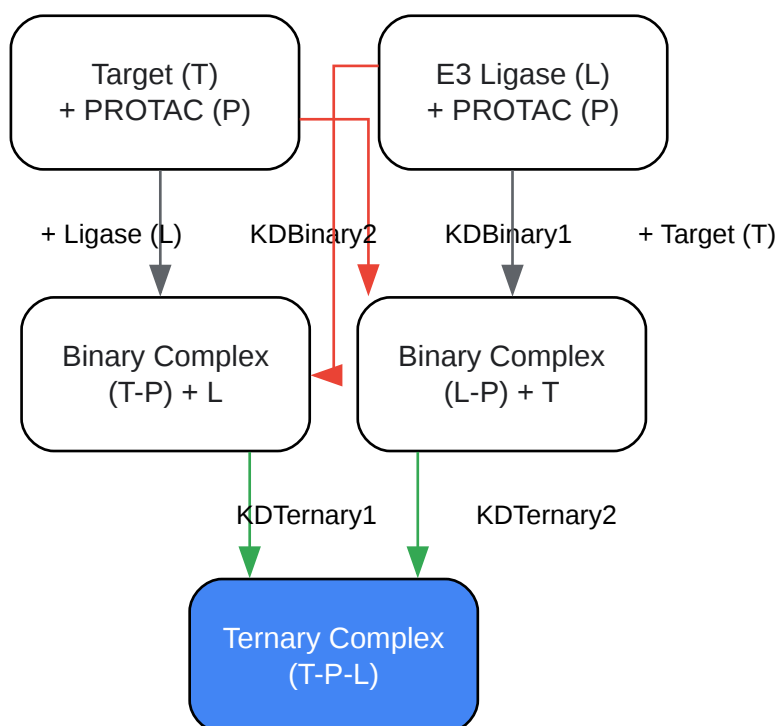 Target (T)
+ PROTAC (P)
E3 Ligase (L)
+ PROTAC (P)
+ Ligase (L)
KDBinary2
KDBinary1
+ Target (T)
Binary Complex
(T-P) + L
Binary Complex
(L-P) + T
KDTernary1
KDTernary2
Ternary Complex
(T-P-L)